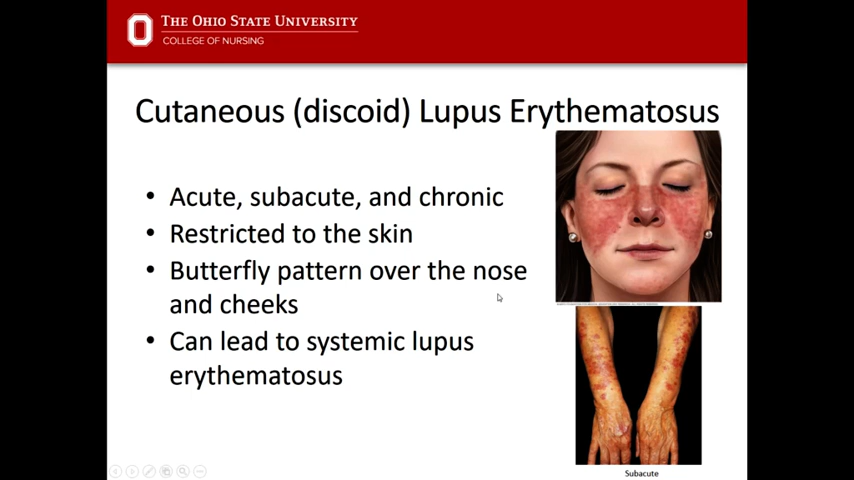 THE OHIO STATE UNIVERSITY
COLLEGE OF NURSING
Cutaneous (discoid) Lupus Erythematosus
• Acute, subacute, and chronic
• Restricted to the skin
• Butterfly pattern over the nose
and cheeks
• Can lead to systemic lupus
erythematosus
Subacute